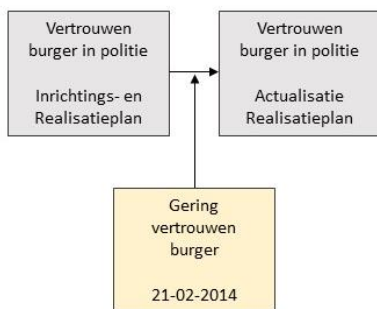 Vertrouwen
burger in politie
Inrichtings- en
Realisatieplan
Vertrouwen
burger in politie
Actualisatie
Realisatieplan
Gering
vertrouwen
burger
21-02-2014